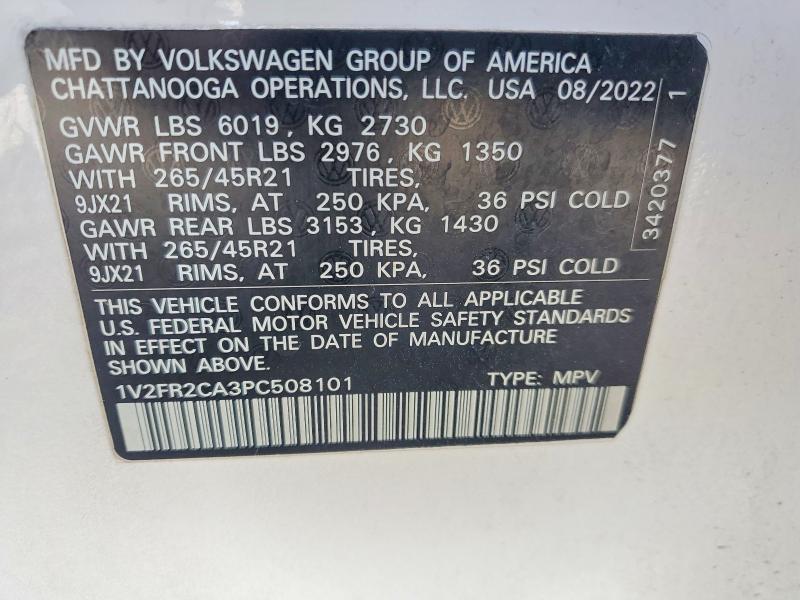 MFD BY VOLKSWAGEN GROUP OF AMERICA
CHATTANOOGA OPERATIONS, LLC. USA 08/2022
GVWR LBS 6019, KG 2730
GAWR FRONT LBS 2976, KG 1350
WITH 265/45R21 TIRES,
9JX21 RIMS, AT 250 KPA, 36 PSI COLD
GAWR REAR LBS 3153, KG 1430
WITH 265/45R21 TIRES,
9JX21 RIMS, AT 250 KPA, 36 PSI COLD
THIS VEHICLE CONFORMS TO ALL APPLICABLE
U.S. FEDERAL MOTOR VEHICLE SAFETY STANDARDS
IN EFFECT ON THE DATE OF MANUFACTURE
SHOWN ABOVE.
1V2FR2CA3PC508101 TYPE: MPV
3420377 1